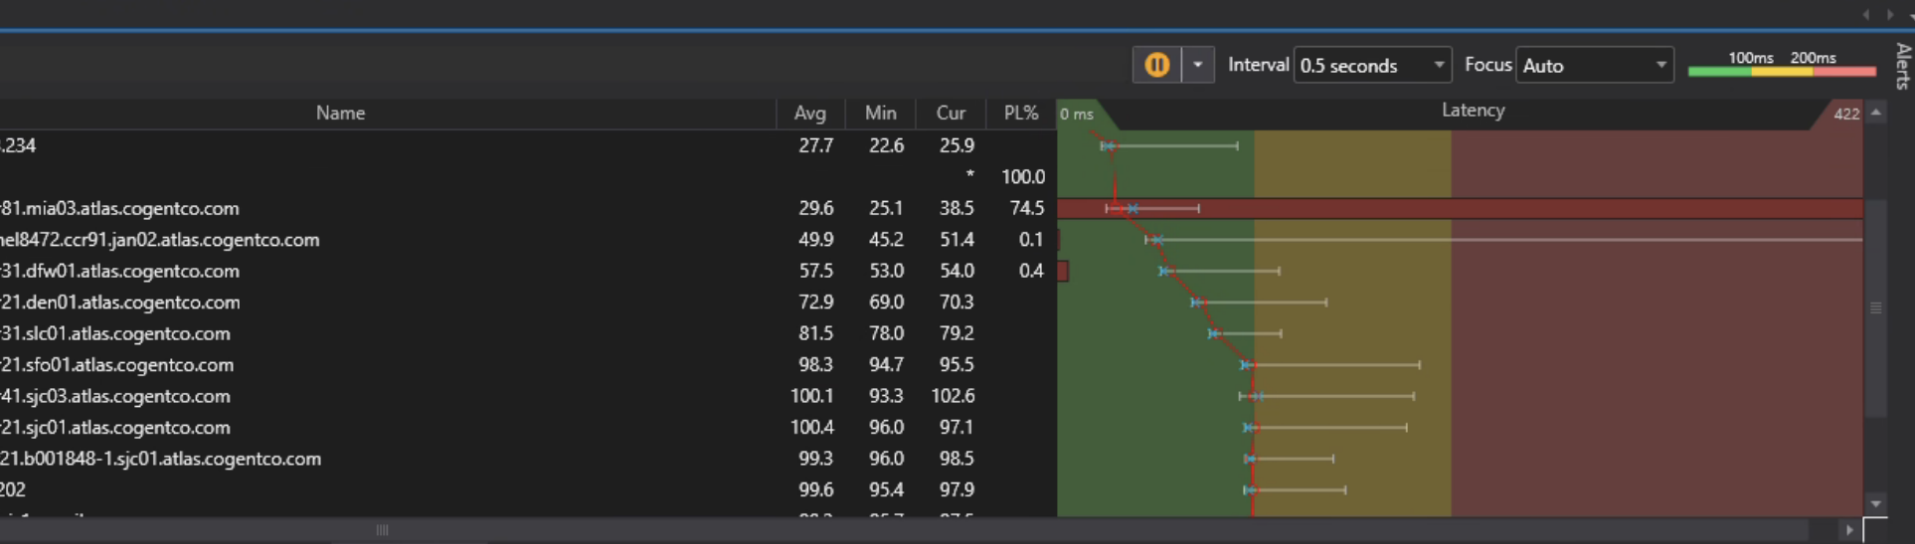 Interval 0.5 seconds Focus Auto 100ms 200ms
Alerts
Name Avg Min Cur PL% 0 ms Latency 422
.234 27.7 22.6 25.9
* 100.0
r81.mia03.atlas.cogentco.com 29.6 25.1 38.5 74.5
nel8472.ccr91.jan02.atlas.cogentco.com 49.9 45.2 51.4 0.1
r31.dfw01.atlas.cogentco.com 57.5 53.0 54.0 0.4
r21.den01.atlas.cogentco.com 72.9 69.0 70.3
r31.slc01.atlas.cogentco.com 81.5 78.0 79.2
r21.sfo01.atlas.cogentco.com 98.3 94.7 95.5
r41.sjc03.atlas.cogentco.com 100.1 93.3 102.6
r21.sjc01.atlas.cogentco.com 100.4 96.0 97.1
21.b001848-1.sjc01.atlas.cogentco.com 99.3 96.0 98.5
202 99.6 95.4 97.9